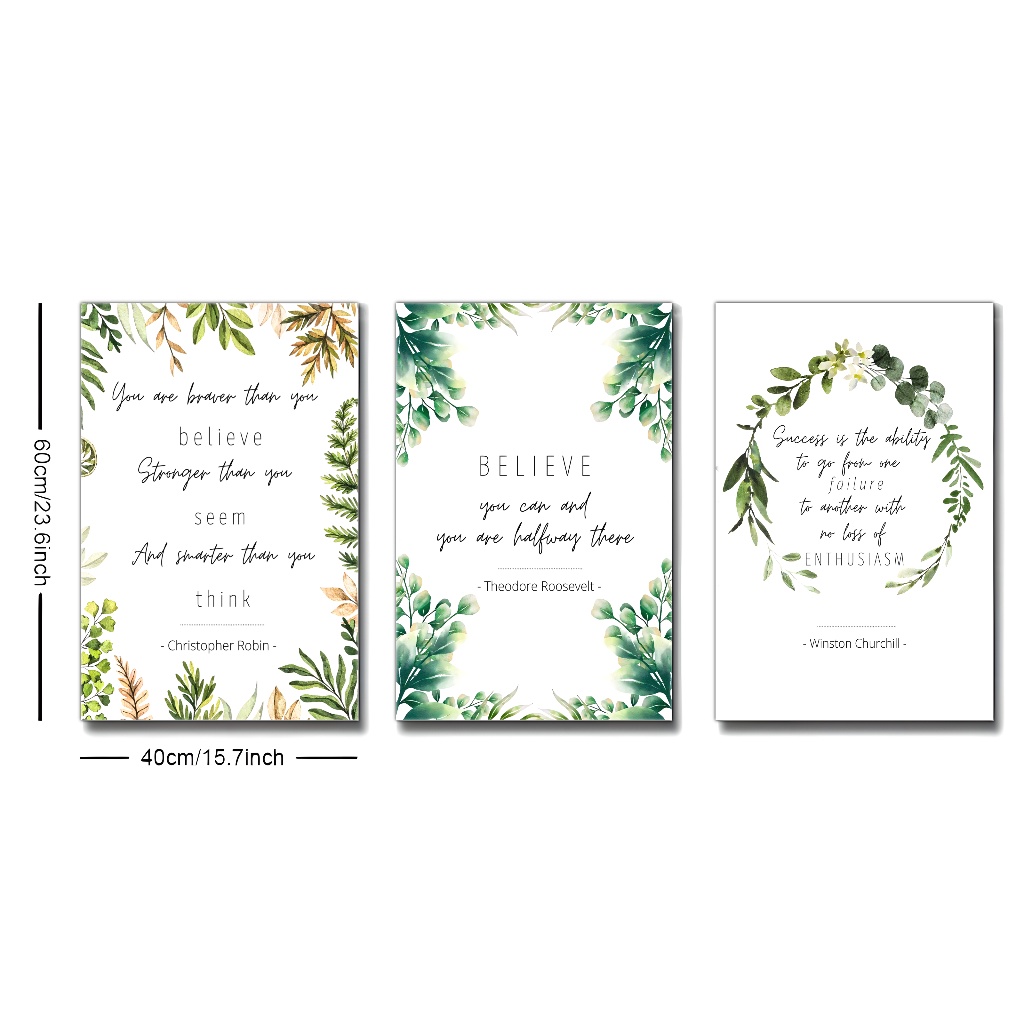 60cm/23.6inch
You are braver than you
believe
Stronger than you
seem
And smarter than you
think
- Christopher Robin -
40cm/15.7inch
BELIEVE
you can and
you are halfway there
- Theodore Roosevelt -
Success is the ability
to go from one
failure
to another with
no loss of
ENTHUSIASM
- Winston Churchill -